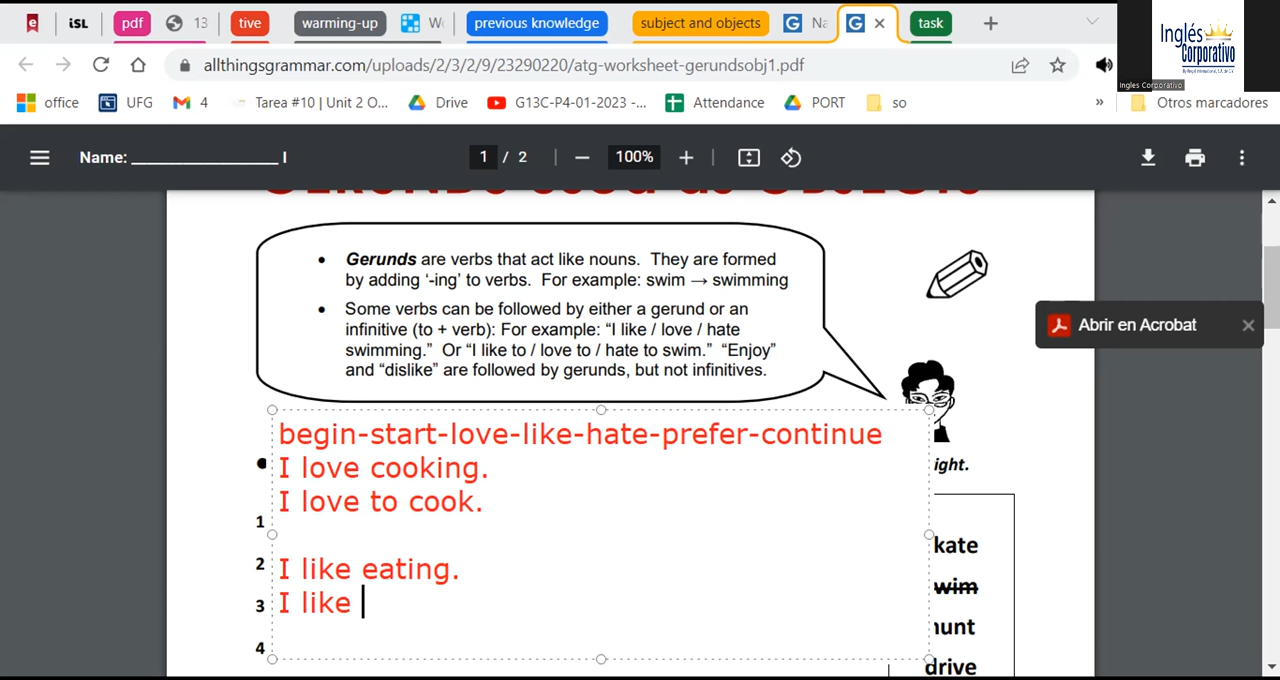 pdf
13
tive
warming-up
previous knowledge
subject and objects
task
allthingsgrammar.com/uploads/2/3/2/9/23290220/atg-worksheet-gerundsobj1.pdf
office
UFG
4
Tarea #10 | Unit 2 O...
Drive
G13C-P4-01-2023 -...
Attendance
PORT
so
»
Otros marcadores
Inglés
Corporativo
Ingles Corporativo
Name: __________________ I
1 / 2
100%
Gerunds are verbs that act like nouns. They are formed
by adding ‘-ing’ to verbs. For example: swim → swimming
Some verbs can be followed by either a gerund or an
infinitive (to + verb): For example: “I like / love / hate
swimming.” Or “I like to / love to / hate to swim.” “Enjoy”
and “dislike” are followed by gerunds, but not infinitives.
Abrir en Acrobat
begin-start-love-like-hate-prefer-continue
I love cooking.
ight.
I love to cook.
1
kate
2
I like eating.
wim
3
I like
unt
4
drive